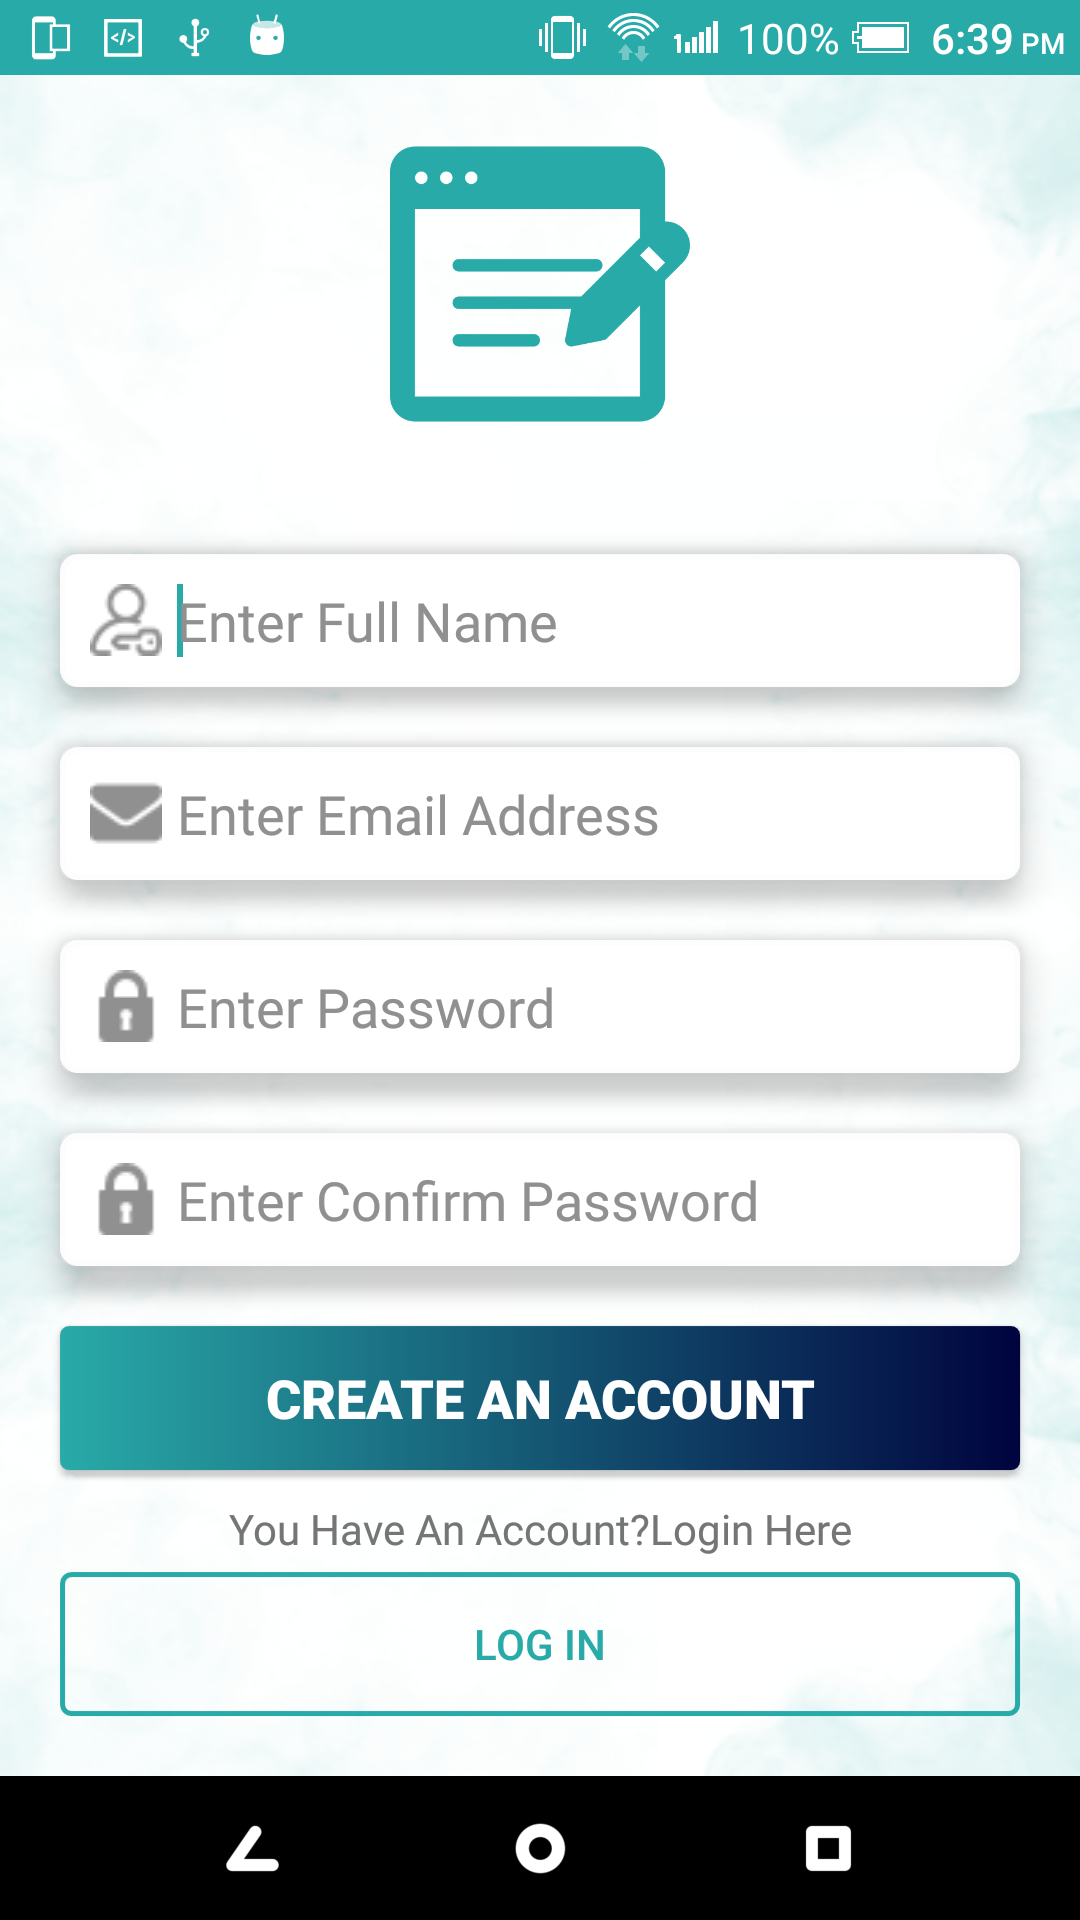 100% 6:39 PM
Enter Full Name
Enter Email Address
Enter Password
Enter Confirm Password
CREATE AN ACCOUNT
You Have An Account?Login Here
LOG IN